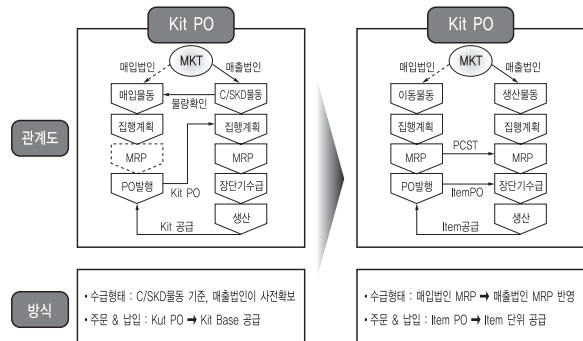 Kit PO
Kit PO
관계도
MKT
매입법인
매출법인
매입물동
물량확인
C/SKD물동
집행계획
집행계획
MRP
MRP
PO발행
Kit PO
장단기수급
Kit 공급
생산
MKT
매입법인
매출법인
이동물동
생산물동
집행계획
집행계획
PCST
MRP
MRP
PO발행
ItemPO
장단기수급
Item공급
생산
방식
• 수급형태 : C/SKD물동 기준, 매출법인이 사전확보
• 주문 & 납입 : Kut PO ➡ Kit Base 공급
• 수급형태 : 매입법인 MRP ➡ 매출법인 MRP 반영
• 주문 & 납입 : Item PO ➡ Item 단위 공급